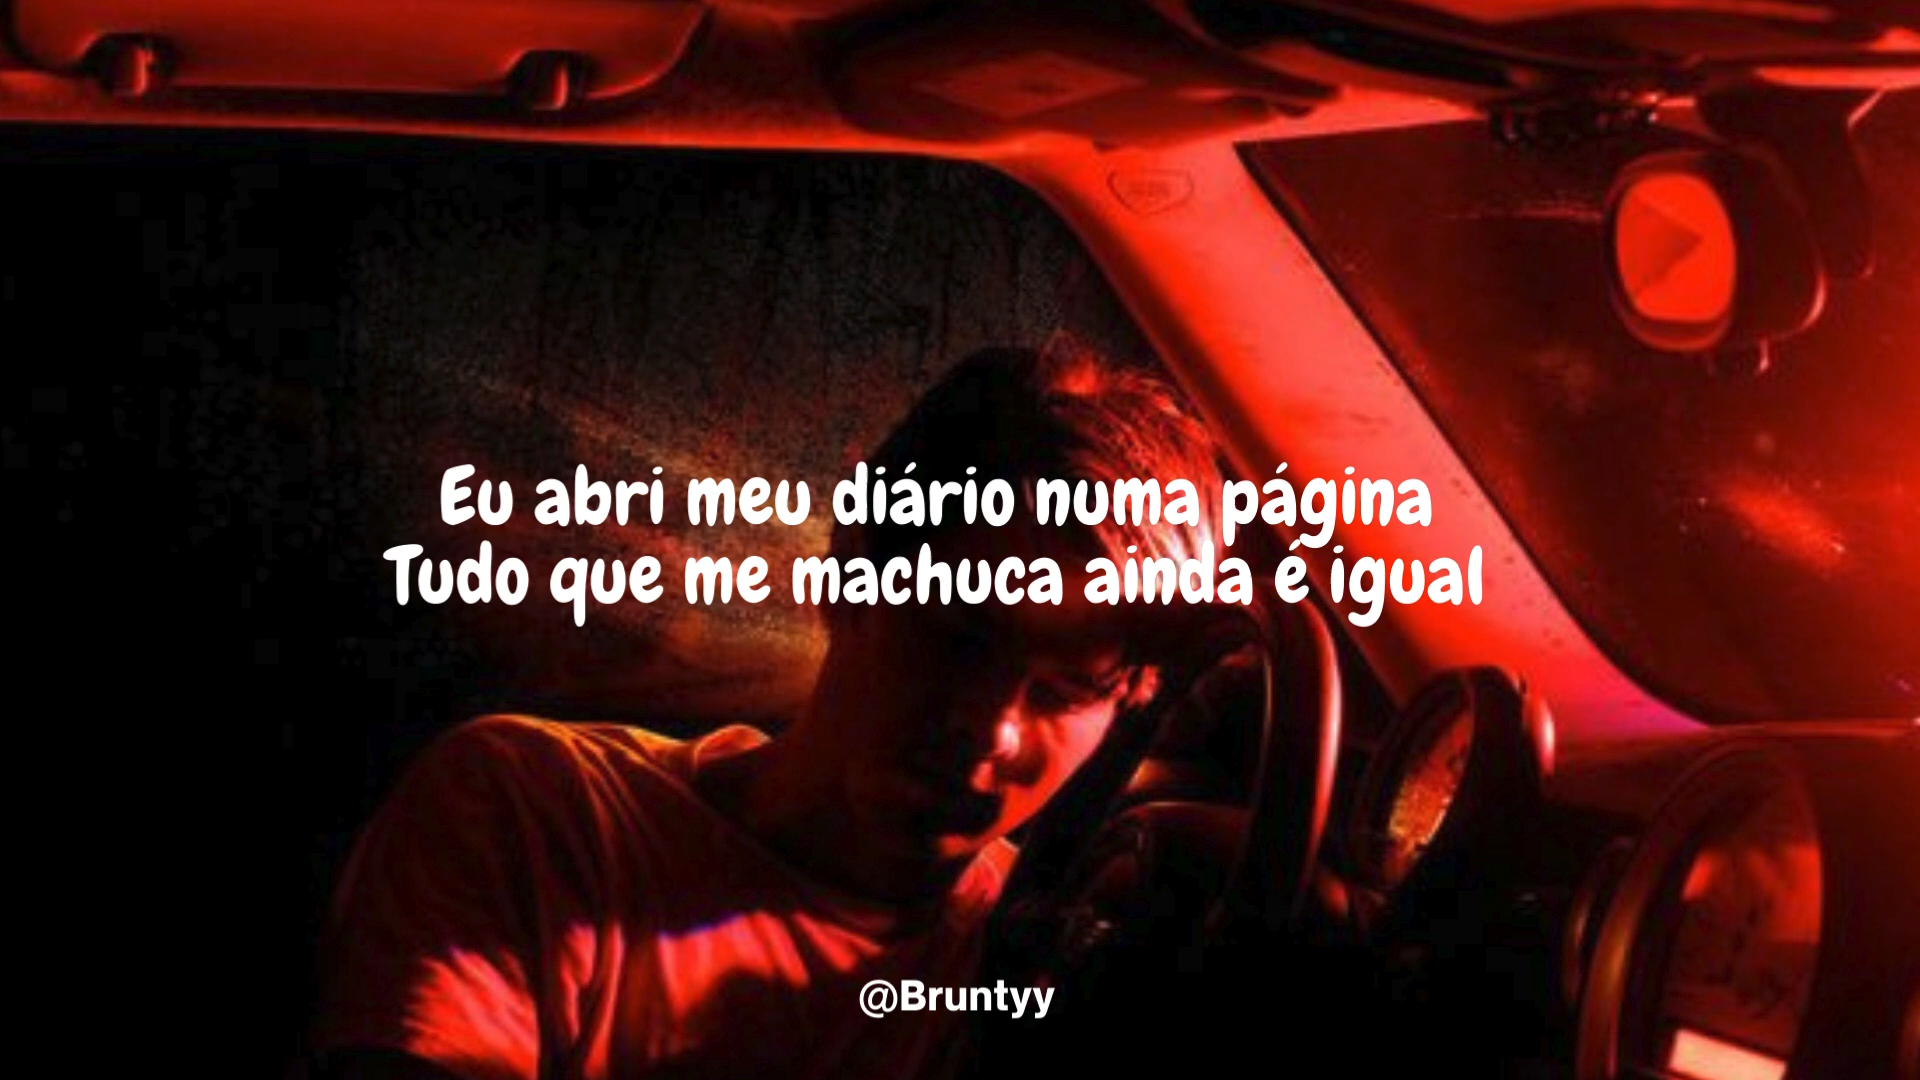 Eu abri meu diário numa página
Tudo que me machuca ainda é igual
@Bruntyy